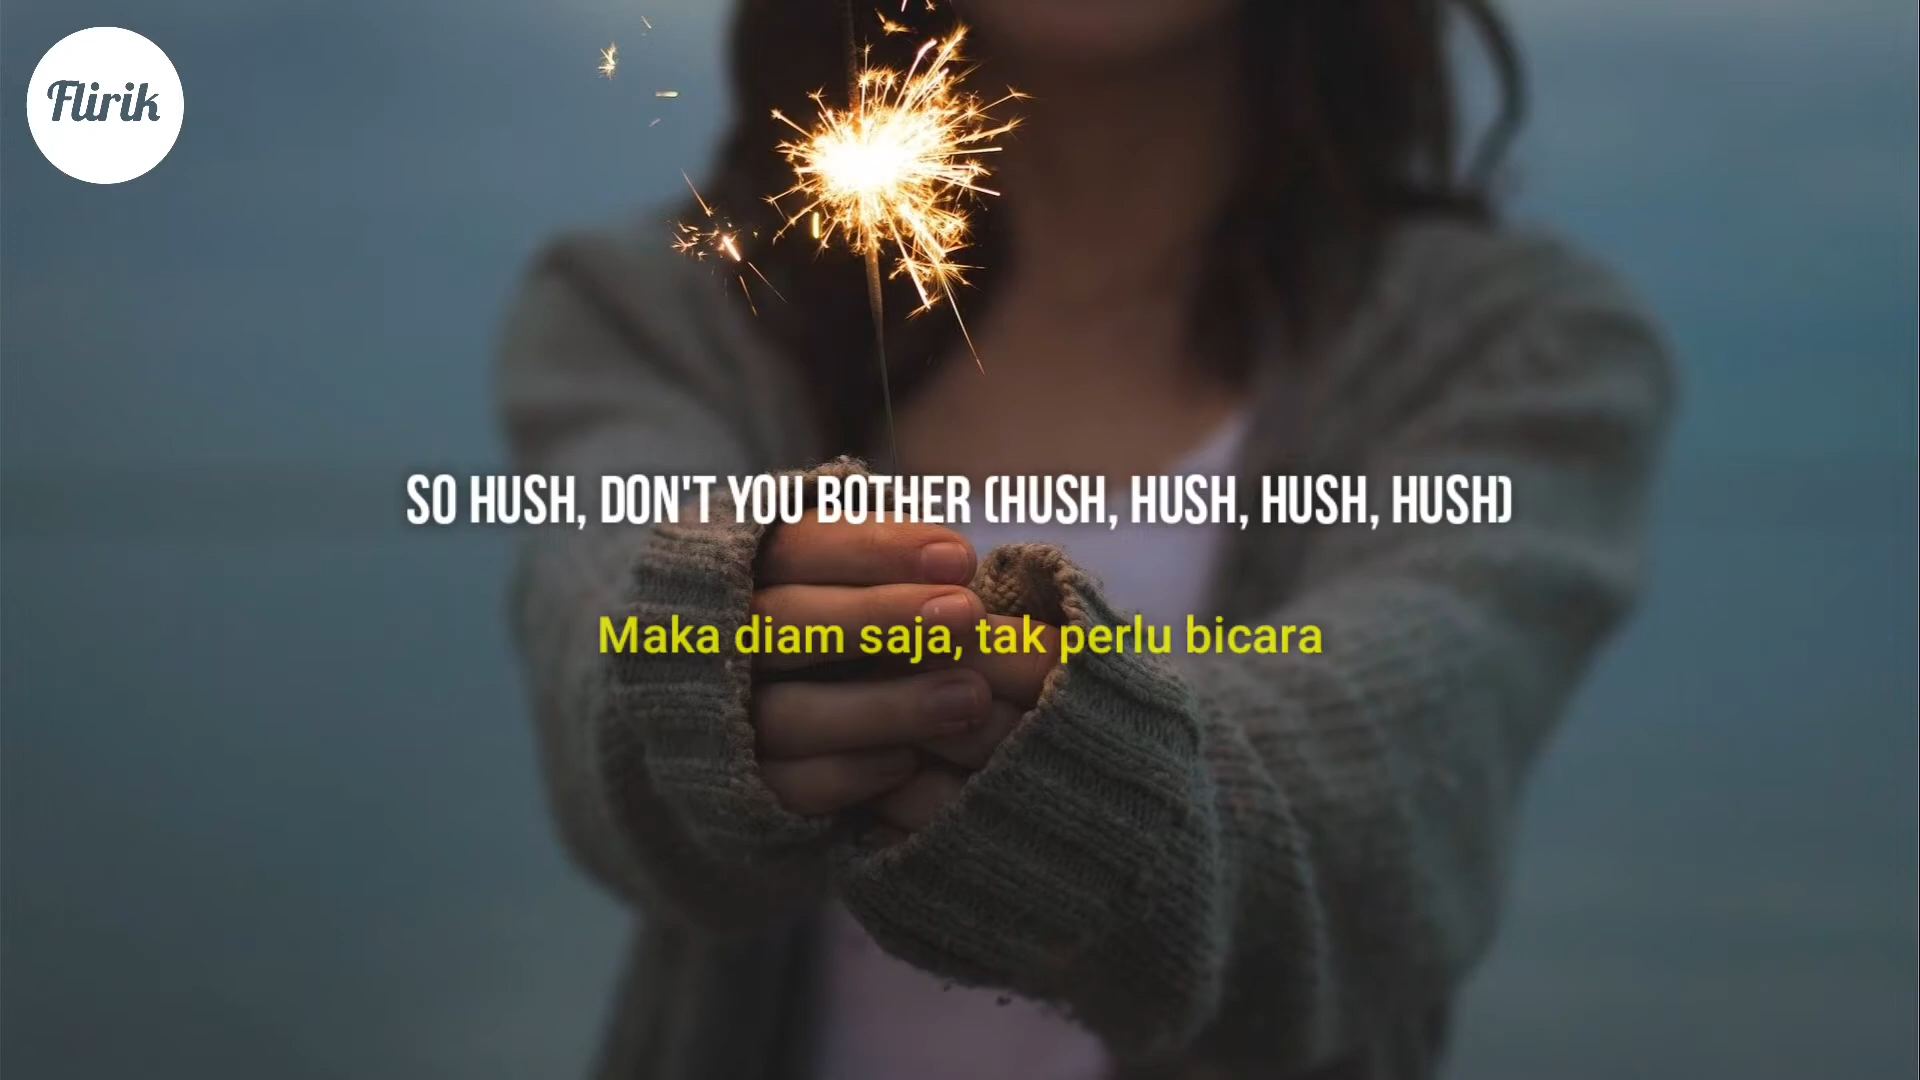 Flirik
SO HUSH, DON'T YOU BOTHER (HUSH, HUSH, HUSH, HUSH)
Maka diam saja, tak perlu bicara